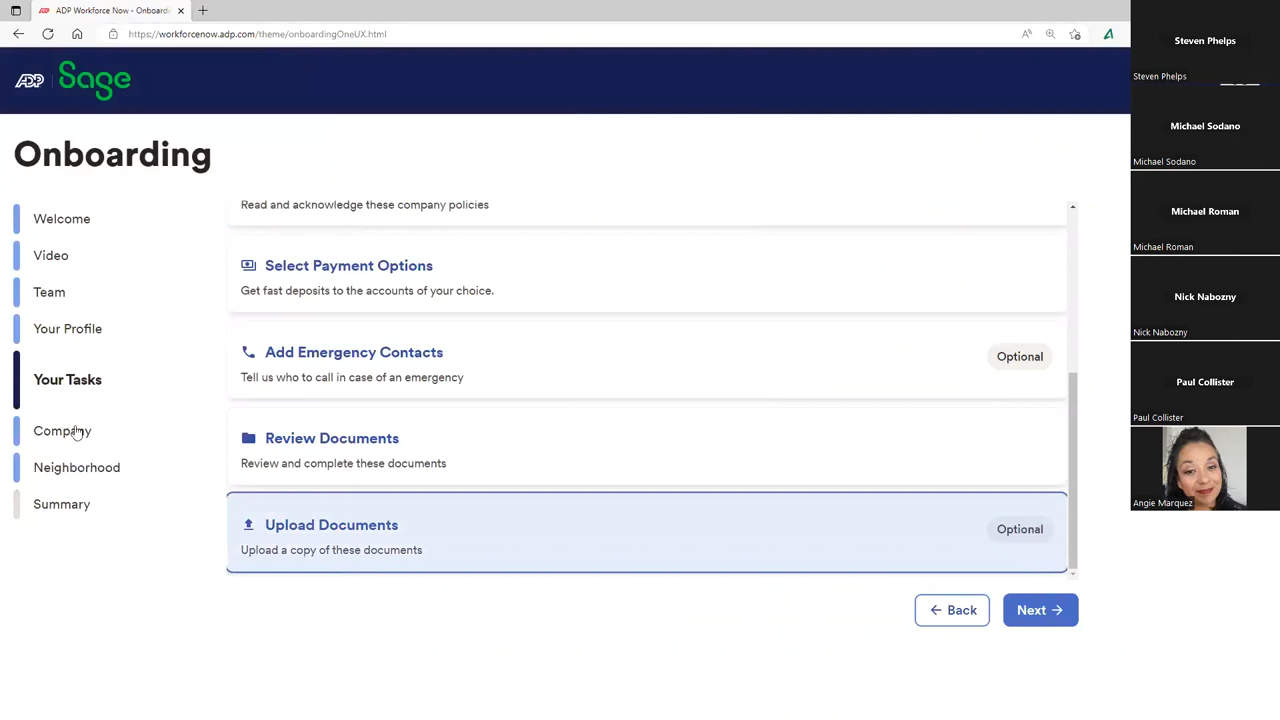 ADP Workforce Now - Onboardi
https://workforcenow.adp.com/theme/onboardingOneUX.html
ADP
Sage
Onboarding
Welcome
Video
Team
Your Profile
Your Tasks
Company
Neighborhood
Summary
Read and acknowledge these company policies
Select Payment Options
Get fast deposits to the accounts of your choice.
Add Emergency Contacts
Tell us who to call in case of an emergency
Optional
Review Documents
Review and complete these documents
Upload Documents
Upload a copy of these documents
Optional
Back
Next
Steven Phelps
Steven Phelps
Michael Sodano
Michael Sodano
Michael Roman
Michael Roman
Nick Nabozny
Nick Nabozny
Paul Collister
Paul Collister
Angie Marquez